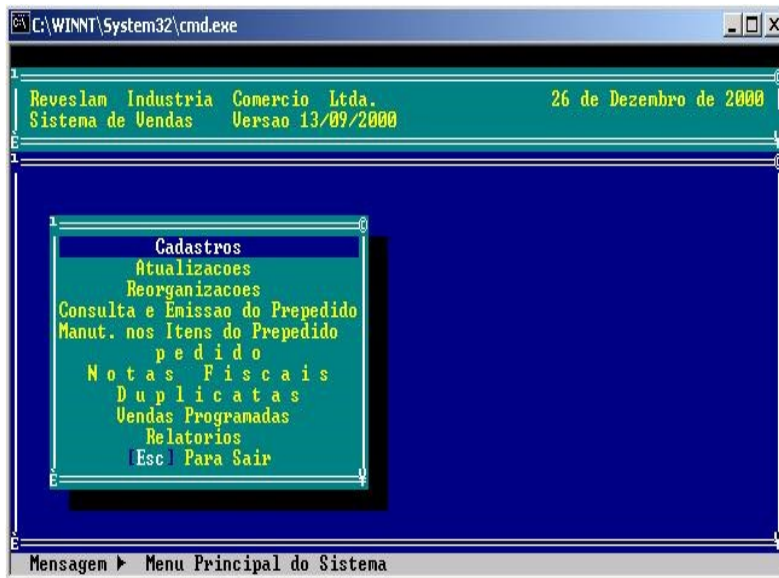 C:\WINNT\System32\cmd.exe
Reveslam Industria Comercio Ltda. 26 de Dezembro de 2000
Sistema de Vendas Versao 13/09/2000
Cadastros
Atualizacoes
Reorganizacoes
Consulta e Emissao do Prepedido
Manut. nos Itens do Prepedido
p e d i d o
N o t a s F i s c a i s
D u p l i c a t a s
Vendas Programadas
Relatorios
[Esc] Para Sair
Mensagem ▶ Menu Principal do Sistema